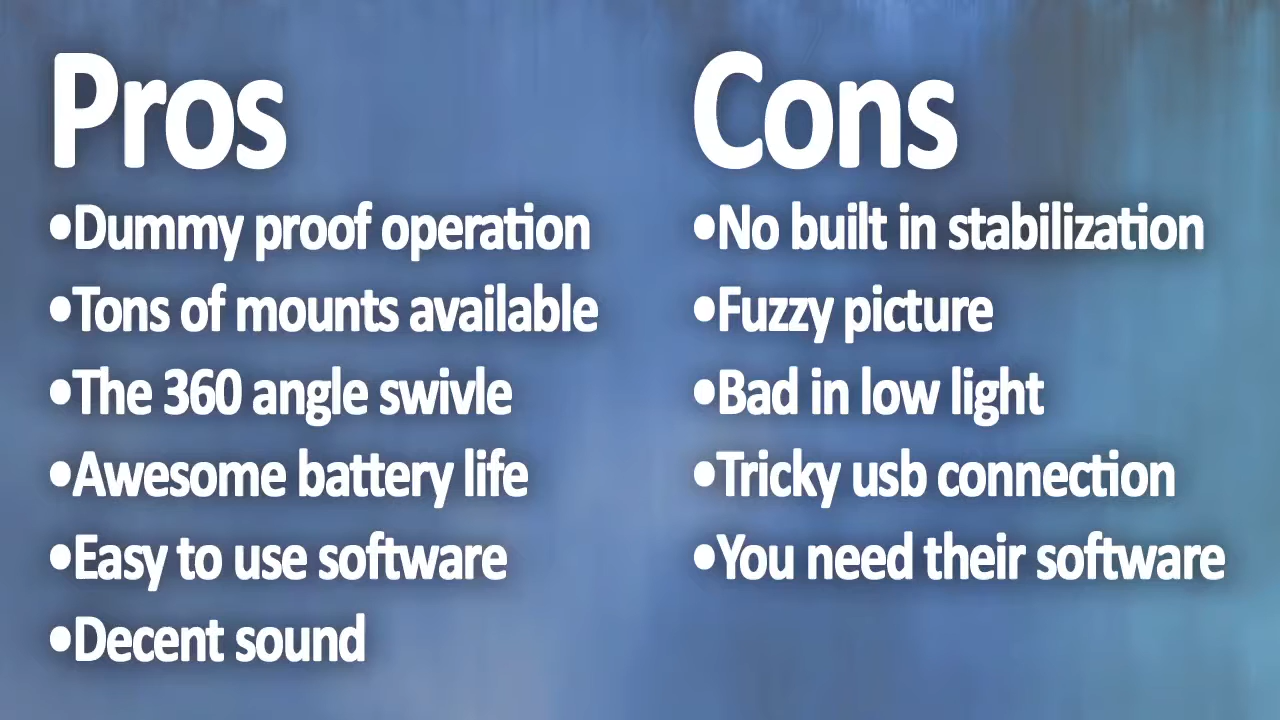 Pros
•Dummy proof operation
•Tons of mounts available
•The 360 angle swivle
•Awesome battery life
•Easy to use software
•Decent sound
Cons
•No built in stabilization
•Fuzzy picture
•Bad in low light
•Tricky usb connection
•You need their software